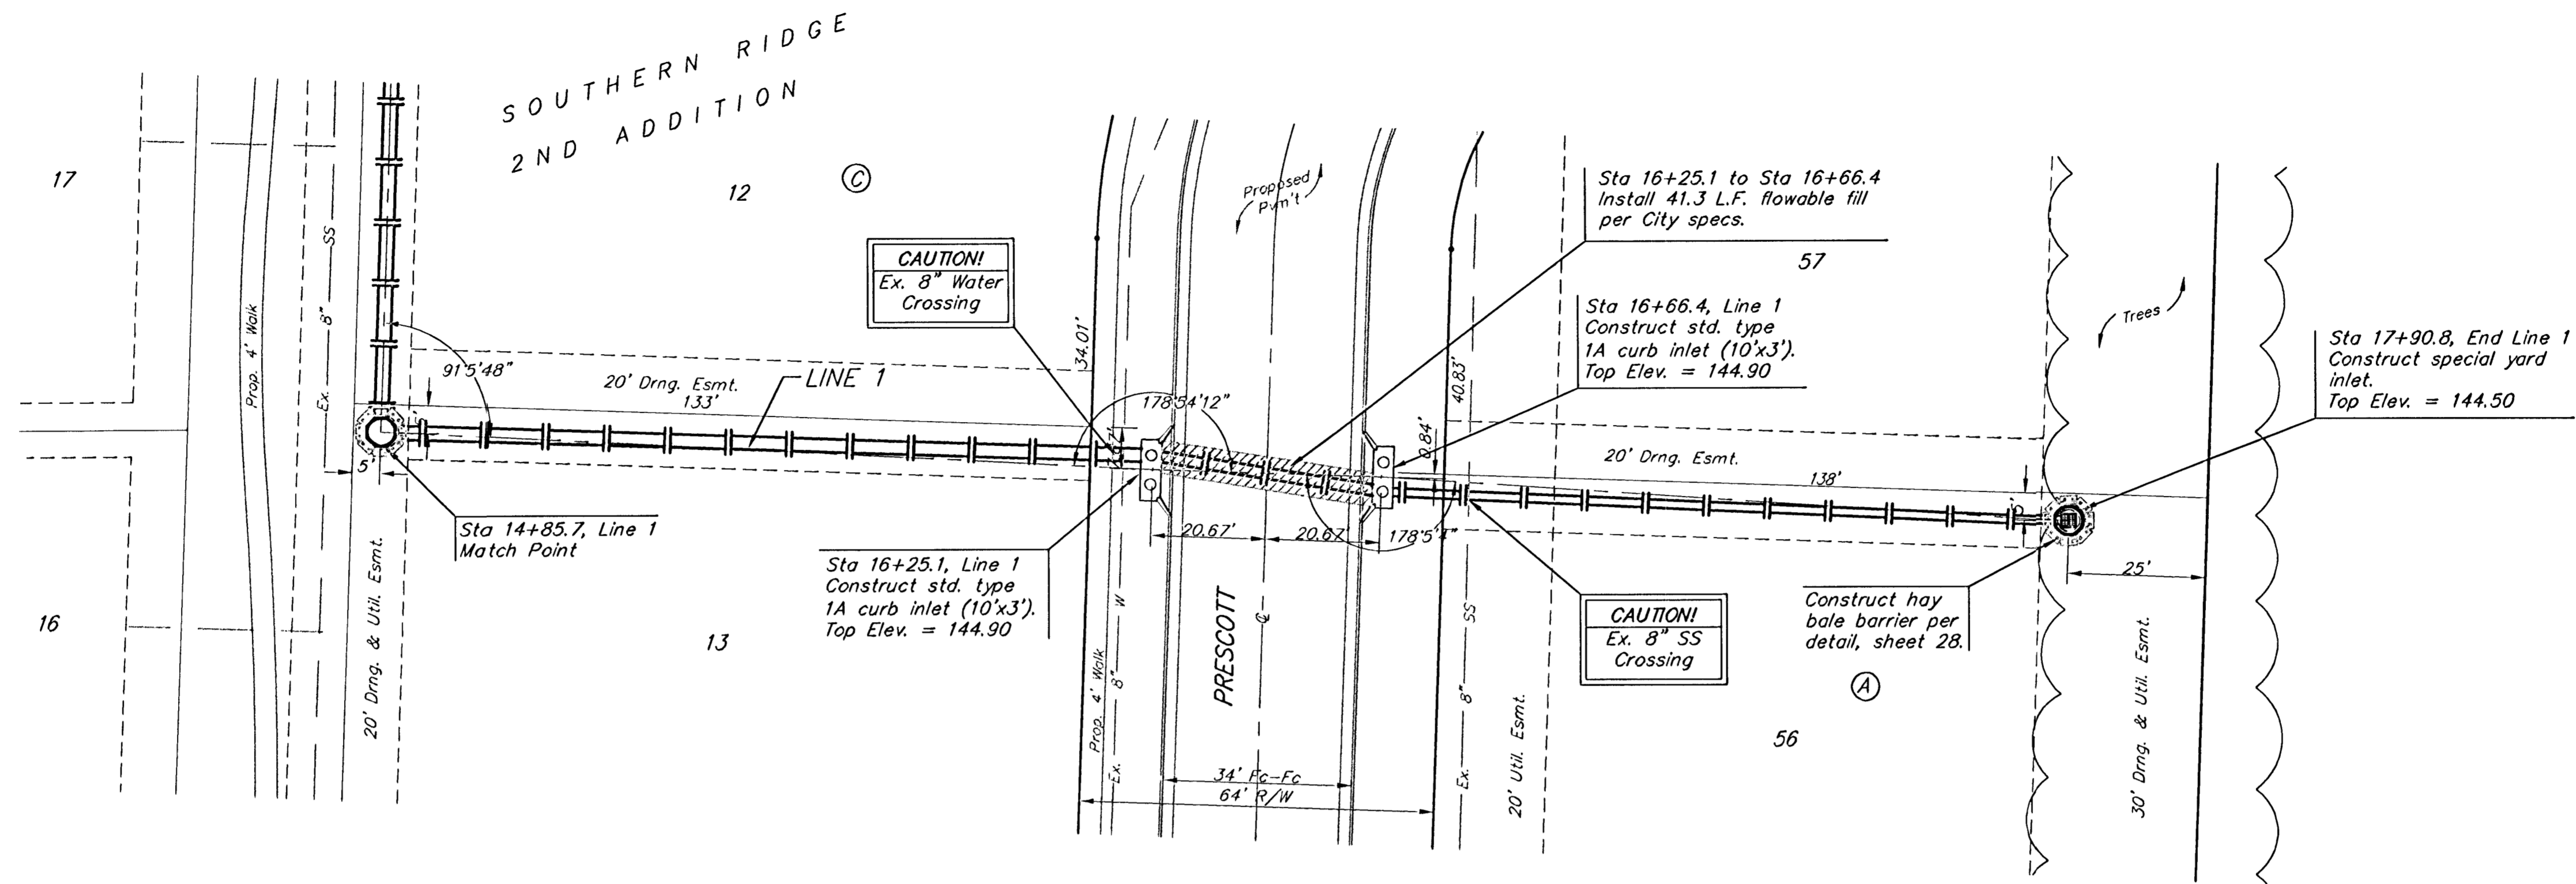 SOUTHERN RIDGE
2ND ADDITION
17
12
C
Prop. 4' Walk
Ex. 8" SS
CAUTION!
Ex. 8" Water
Crossing
Proposed
Pvm't
Sta 16+25.1 to Sta 16+66.4
Install 41.3 L.F. flowable fill
per City specs.
57
Sta 16+66.4, Line 1
Construct std. type
1A curb inlet (10'x3').
Top Elev. = 144.90
Trees
Sta 17+90.8, End Line 1
Construct special yard
inlet.
Top Elev. = 144.50
34.01'
40.83'
91°5'48"
20' Drng. Esmt.
133'
LINE 1
178°54'12"
0.84'
20' Drng. Esmt.
138'
5'
Sta 14+85.7, Line 1
Match Point
20' Drng. & Util. Esmt.
20.67'
20.67'
Sta 16+25.1, Line 1
Construct std. type
1A curb inlet (10'x3').
Top Elev. = 144.90
25'
Construct hay
bale barrier per
detail, sheet 28.
CAUTION!
Ex. 8" SS
Crossing
16
13
Prop. 4' Walk
Ex. 8" W
PRESCOTT
℄
Ex. 8" SS
20' Util. Esmt.
A
56
30' Drng. & Util. Esmt.
34' Fc-Fc
64' R/W